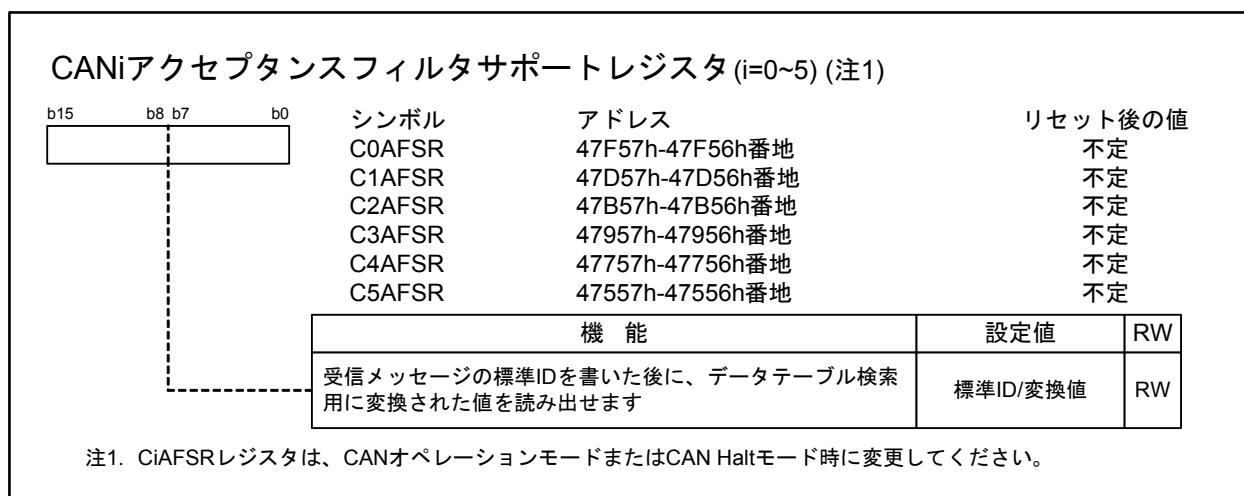 CANiアクセプタンスフィルタサポートレジスタ(i=0~5) (注1)
b15 b8 b7 b0
シンボル アドレス リセット後の値
C0AFSR 47F57h-47F56h番地 不定
C1AFSR 47D57h-47D56h番地 不定
C2AFSR 47B57h-47B56h番地 不定
C3AFSR 47957h-47956h番地 不定
C4AFSR 47757h-47756h番地 不定
C5AFSR 47557h-47556h番地 不定
機 能 設定値 RW
受信メッセージの標準IDを書いた後に、データテーブル検索
用に変換された値を読み出せます 標準ID/変換値 RW
注1. CiAFSRレジスタは、CANオペレーションモードまたはCAN Haltモード時に変更してください。